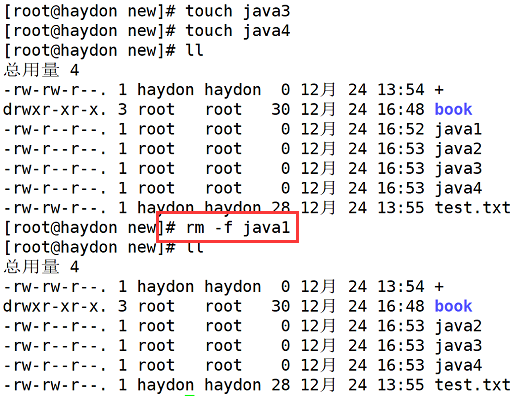 [root@haydon new]# touch java3
[root@haydon new]# touch java4
[root@haydon new]# ll
总用量 4
-rw-rw-r--. 1 haydon haydon  0 12月 24 13:54 +
drwxr-xr-x. 3 root   root   30 12月 24 16:48 book
-rw-r--r--. 1 root   root    0 12月 24 16:52 java1
-rw-r--r--. 1 root   root    0 12月 24 16:53 java2
-rw-r--r--. 1 root   root    0 12月 24 16:53 java3
-rw-r--r--. 1 root   root    0 12月 24 16:53 java4
-rw-rw-r--. 1 haydon haydon 28 12月 24 13:55 test.txt
[root@haydon new]# rm -f java1
[root@haydon new]# ll
总用量 4
-rw-rw-r--. 1 haydon haydon  0 12月 24 13:54 +
drwxr-xr-x. 3 root   root   30 12月 24 16:48 book
-rw-r--r--. 1 root   root    0 12月 24 16:53 java2
-rw-r--r--. 1 root   root    0 12月 24 16:53 java3
-rw-r--r--. 1 root   root    0 12月 24 16:53 java4
-rw-rw-r--. 1 haydon haydon 28 12月 24 13:55 test.txt